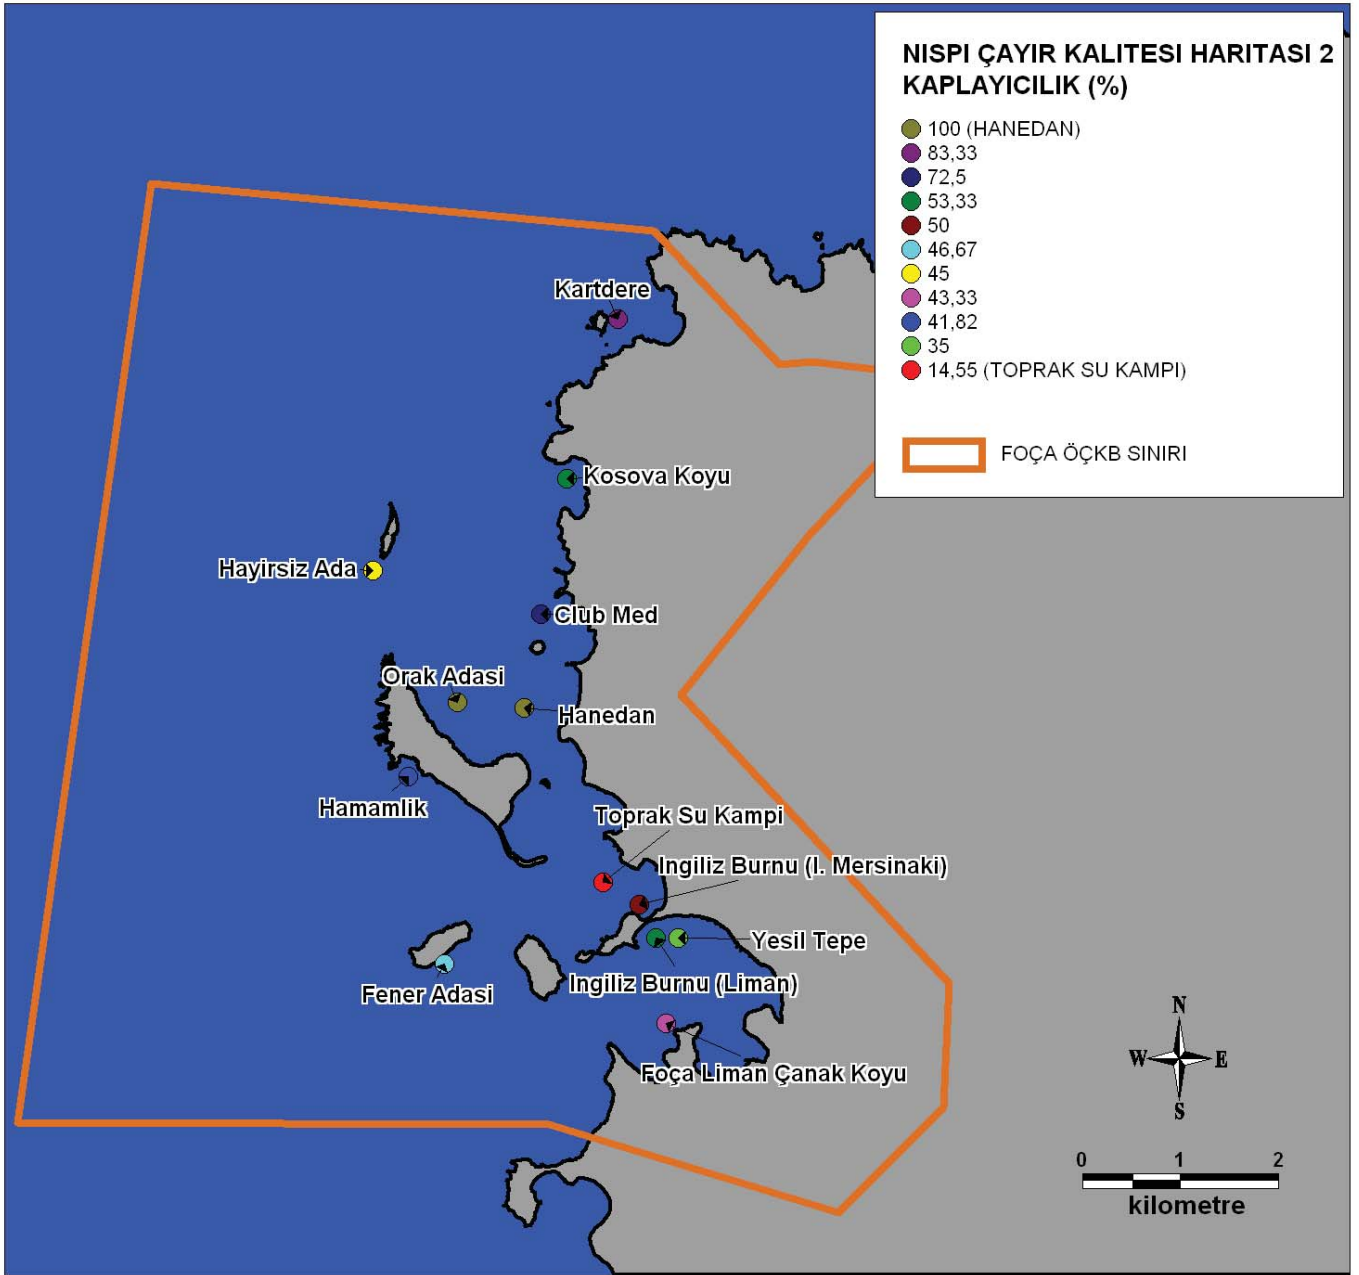 NISPI ÇAYIR KALITESI HARITASI 2
KAPLAYICILIK (%)
100 (HANEDAN)
83,33
72,5
53,33
50
46,67
45
43,33
41,82
35
14,55 (TOPRAK SU KAMPI)
FOÇA ÖÇKB SINIRI
Kartdere
Kosova Koyu
Hayirsiz Ada
Club Med
Orak Adasi
Hanedan
Hamamlik
Toprak Su Kampi
Ingiliz Burnu (I. Mersinaki)
Yesil Tepe
Ingiliz Burnu (Liman)
Fener Adasi
Foça Liman Çanak Koyu
N
W E
S
0 1 2
kilometre